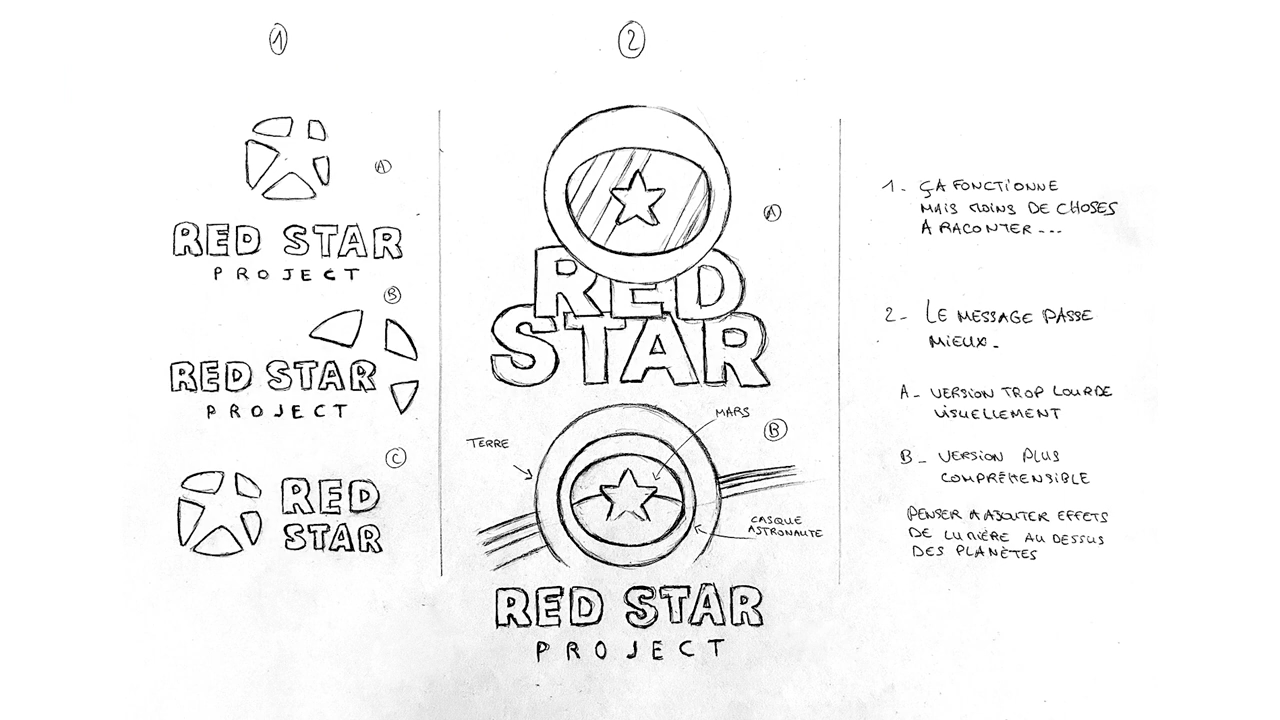 1
2
A
RED STAR
PROJECT
B
RED STAR
PROJECT
C
RED
STAR
A
RED
STAR
MARS
B
TERRE
CASQUE
ASTRONAUTE
RED STAR
PROJECT
1- ÇA FONCTIONNE
MAIS MOINS DE CHOSES
A RACONTER...
2- LE MESSAGE PASSE
MIEUX.
A- VERSION TROP LOURDE
VISUELLEMENT
B- VERSION PLUS
COMPRÉHENSIBLE
PENSER A AJOUTER EFFETS
DE LUMIÈRE AU DESSUS
DES PLANÈTES